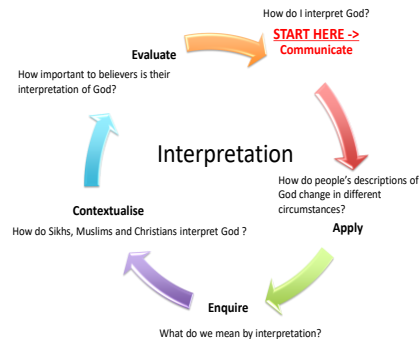 How do I interpret God?
START HERE ->
Communicate
How do people's descriptions of
God change in different
circumstances?
Apply
Enquire
What do we mean by interpretation?
Contextualise
How do Sikhs, Muslims and Christians interpret God ?
Evaluate
How important to believers is their
interpretation of God?
Interpretation